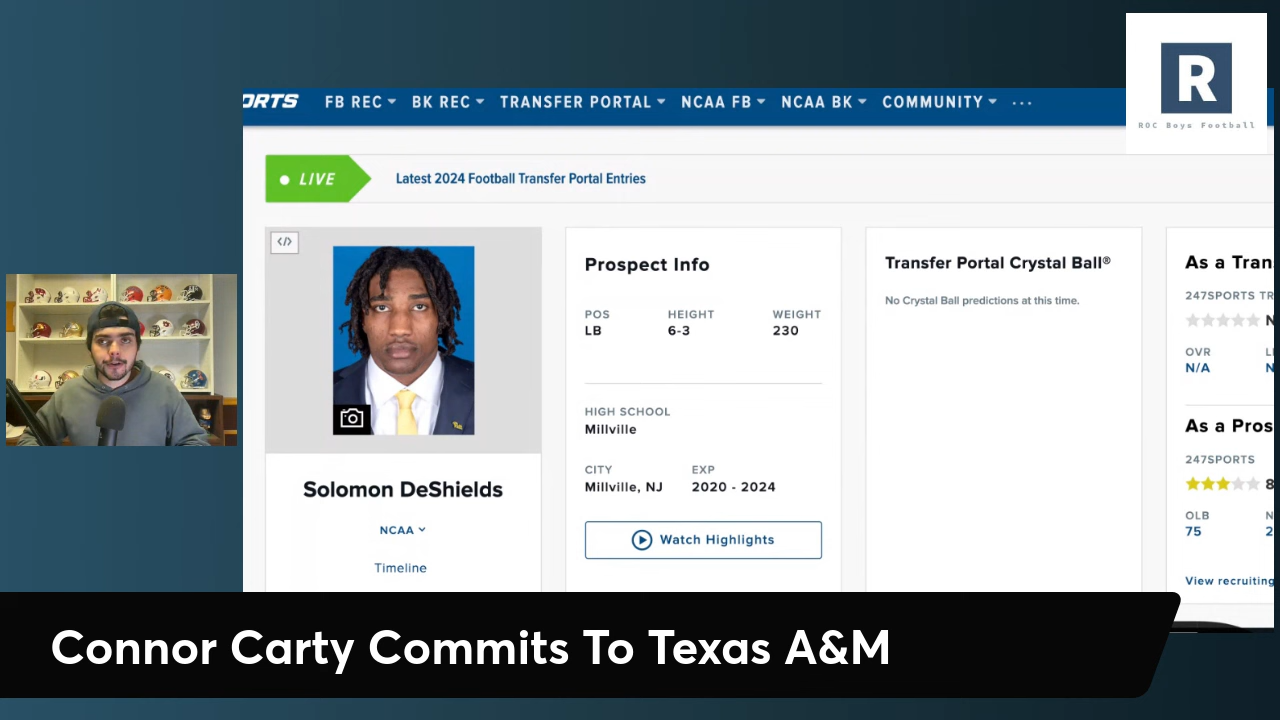 R
ROC Boys Football
ORTS FB REC BK REC TRANSFER PORTAL NCAA FB NCAA BK COMMUNITY ...
LIVE
Latest 2024 Football Transfer Portal Entries
</>
Solomon DeShields
NCAA
Timeline
Prospect Info
POS HEIGHT WEIGHT
LB 6-3 230
HIGH SCHOOL
Millville
CITY EXP
Millville, NJ 2020 - 2024
Watch Highlights
Transfer Portal Crystal Ball®
No Crystal Ball predictions at this time.
As a Tran
247SPORTS TR
N
OVR
N/A N
As a Pros
247SPORTS
8
OLB N
75 2
View recruiting
Connor Carty Commits To Texas A&M